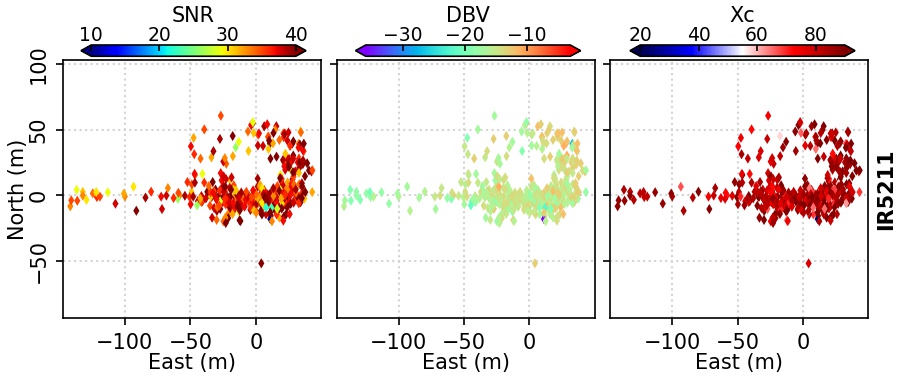 SNR DBV Xc
10 20 30 40 −30 −20 −10 20 40 60 80
100
50
0
−50
North (m)
IR5211
−100 −50 0 −100 −50 0 −100 −50 0
East (m) East (m) East (m)